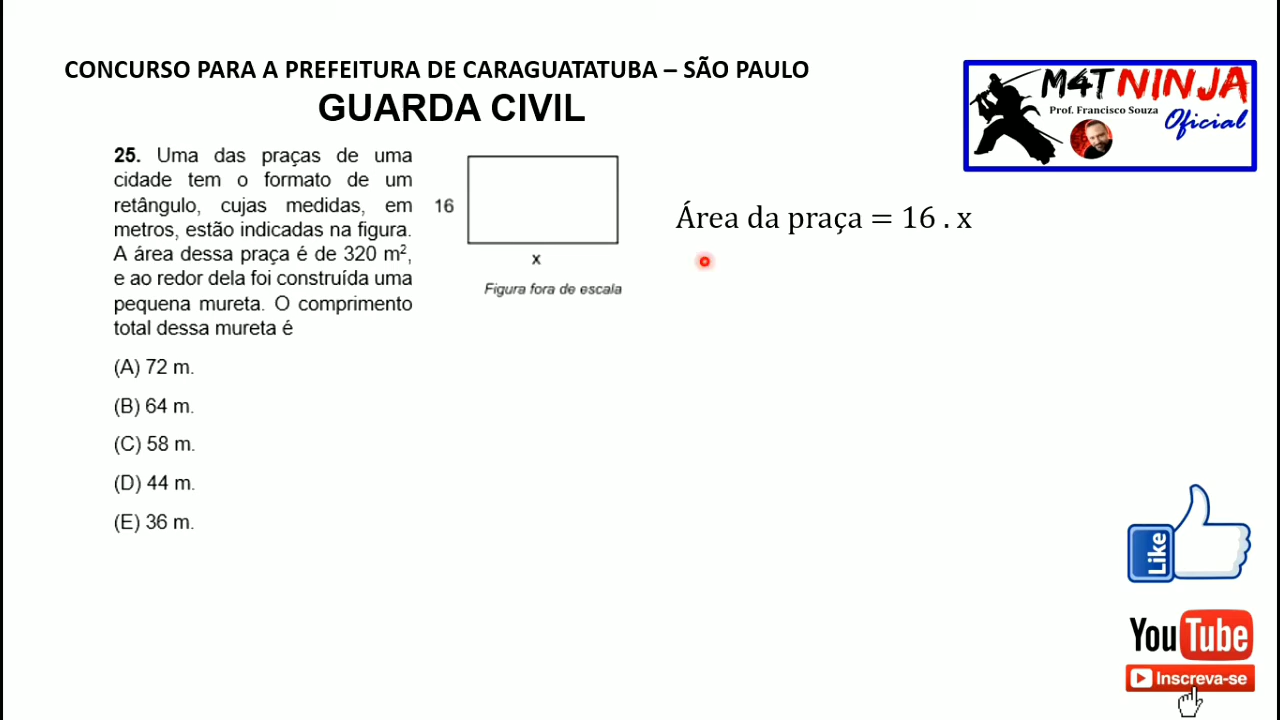 CONCURSO PARA A PREFEITURA DE CARAGUATATUBA – SÃO PAULO
GUARDA CIVIL
M4T NINJA
Prof. Francisco Souza
Oficial
25. Uma das praças de uma
cidade tem o formato de um
retângulo, cujas medidas, em
metros, estão indicadas na figura.
A área dessa praça é de 320 m²,
e ao redor dela foi construída uma
pequena mureta. O comprimento
total dessa mureta é
16
x
Figura fora de escala
Área da praça = 16 . x
(A) 72 m.
(B) 64 m.
(C) 58 m.
(D) 44 m.
(E) 36 m.
Like
YouTube
Inscreva-se